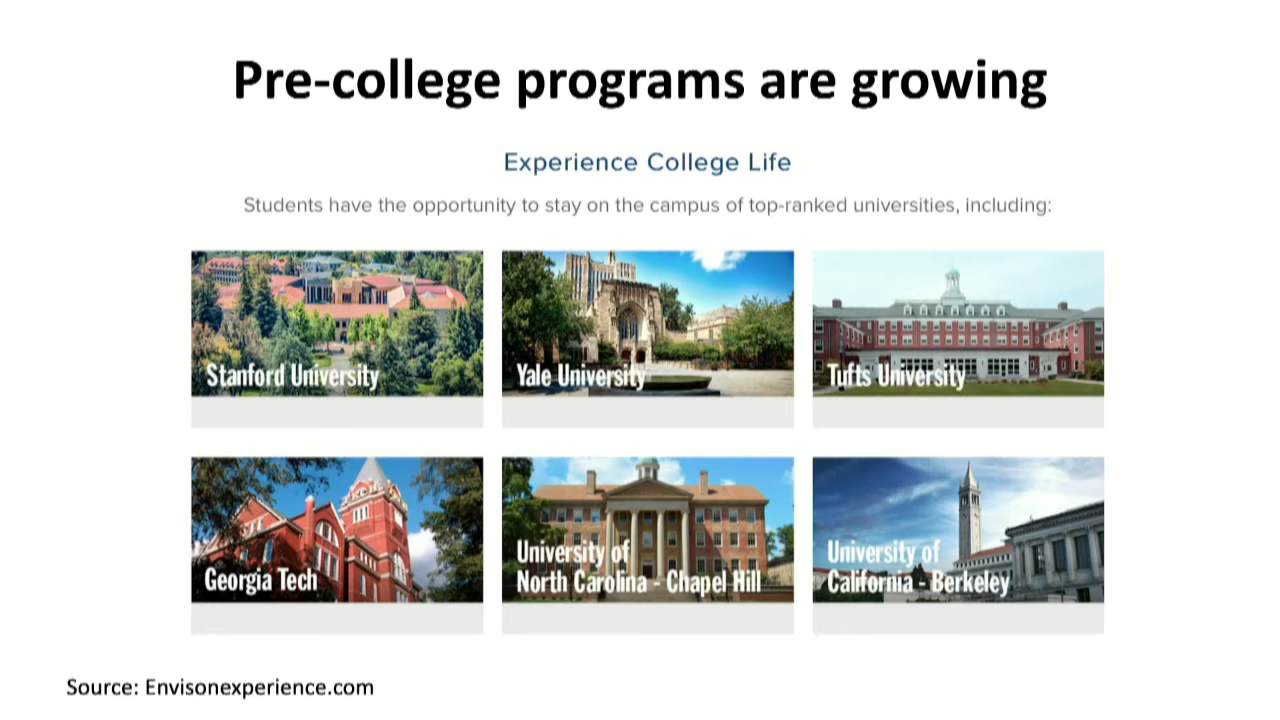 Pre-college programs are growing
Experience College Life
Students have the opportunity to stay on the campus of top-ranked universities, including:
Stanford University
Yale University
Tufts University
Georgia Tech
University of
North Carolina - Chapel Hill
University of
California - Berkeley
Source: Envisonexperience.com